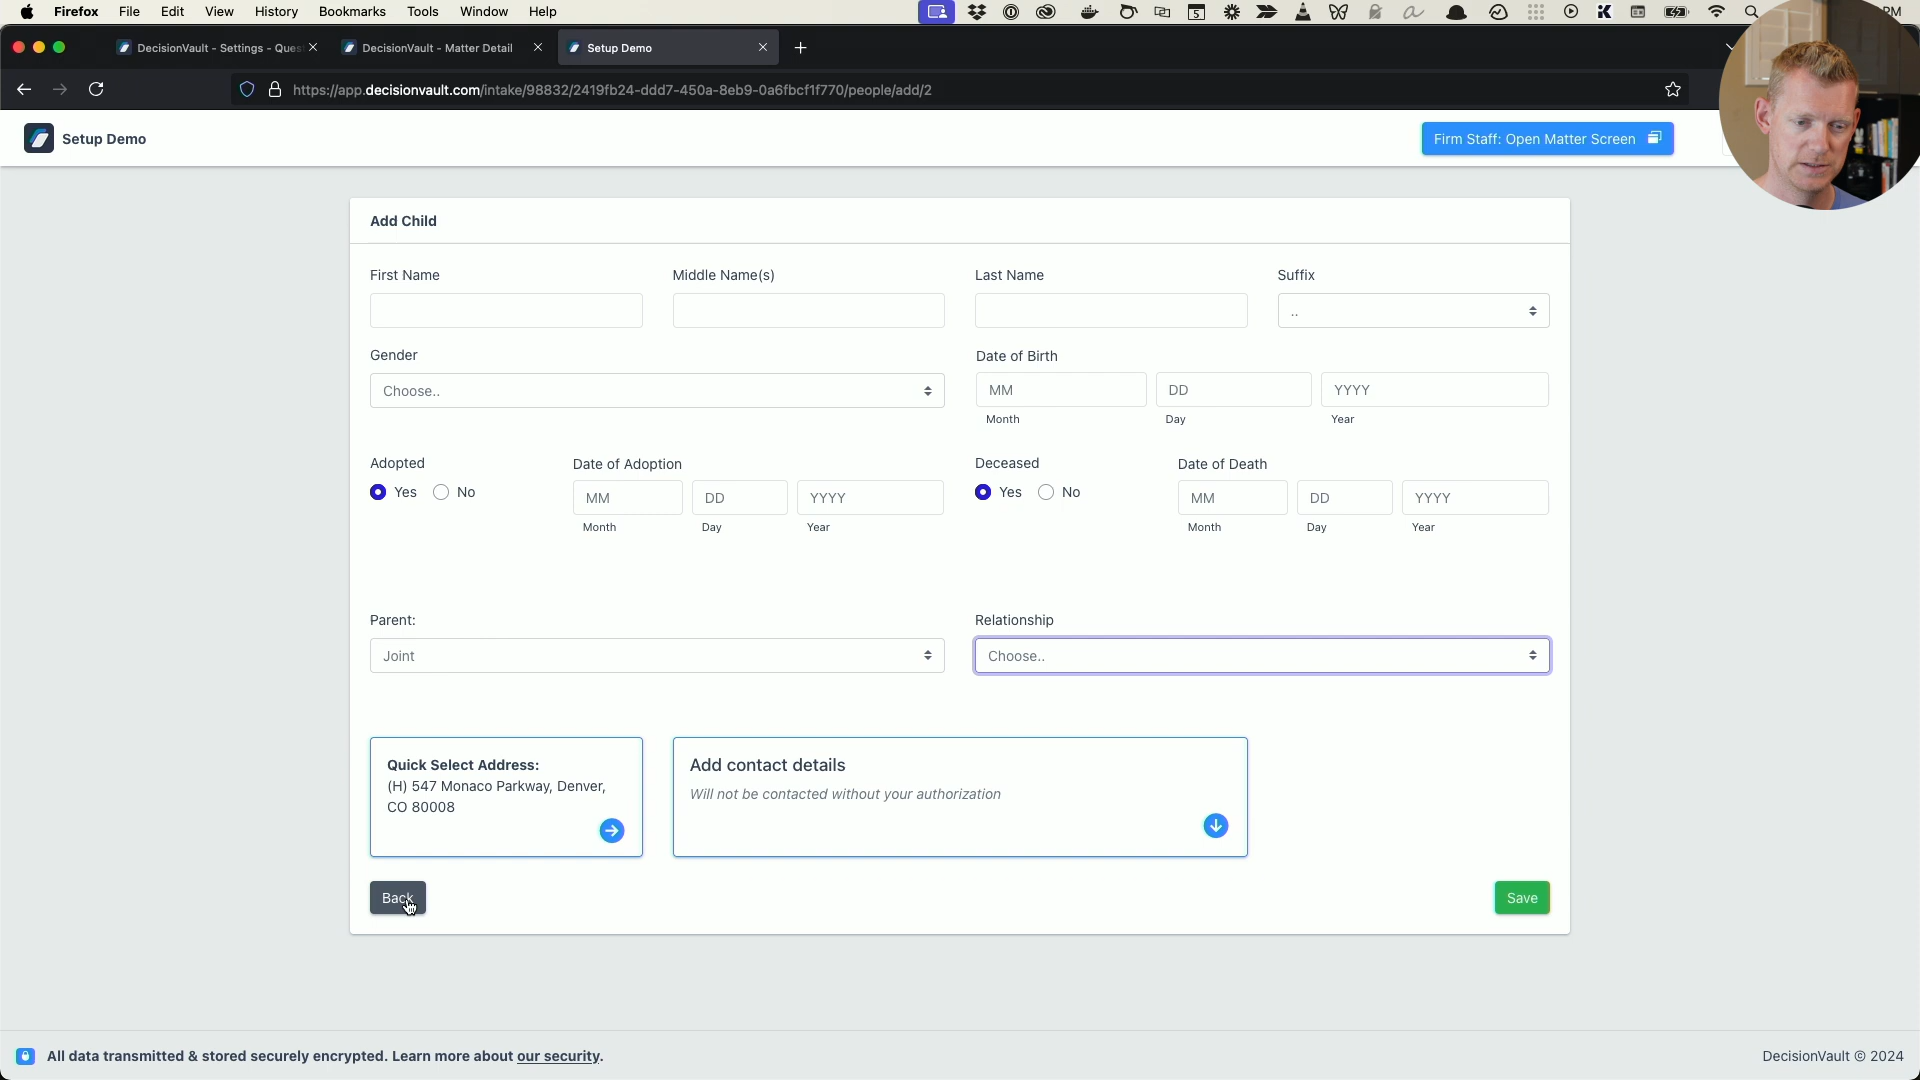 Firefox File Edit View History Bookmarks Tools Window Help
DecisionVault - Settings - Ques
DecisionVault - Matter Detail
Setup Demo
https://app.decisionvault.com/intake/98832/2419fb24-ddd7-450a-8eb9-0a6fbcf1f770/people/add/2
Setup Demo
Firm Staff: Open Matter Screen
Add Child
First Name Middle Name(s) Last Name Suffix
..
Gender Date of Birth
Choose.. MM DD YYYY
Month Day Year
Adopted Date of Adoption Deceased Date of Death
Yes No MM DD YYYY Yes No MM DD YYYY
Month Day Year Month Day Year
Parent: Relationship
Joint Choose..
Quick Select Address:
(H) 547 Monaco Parkway, Denver,
CO 80008
Add contact details
Will not be contacted without your authorization
Back Save
All data transmitted & stored securely encrypted. Learn more about our security.
DecisionVault © 2024